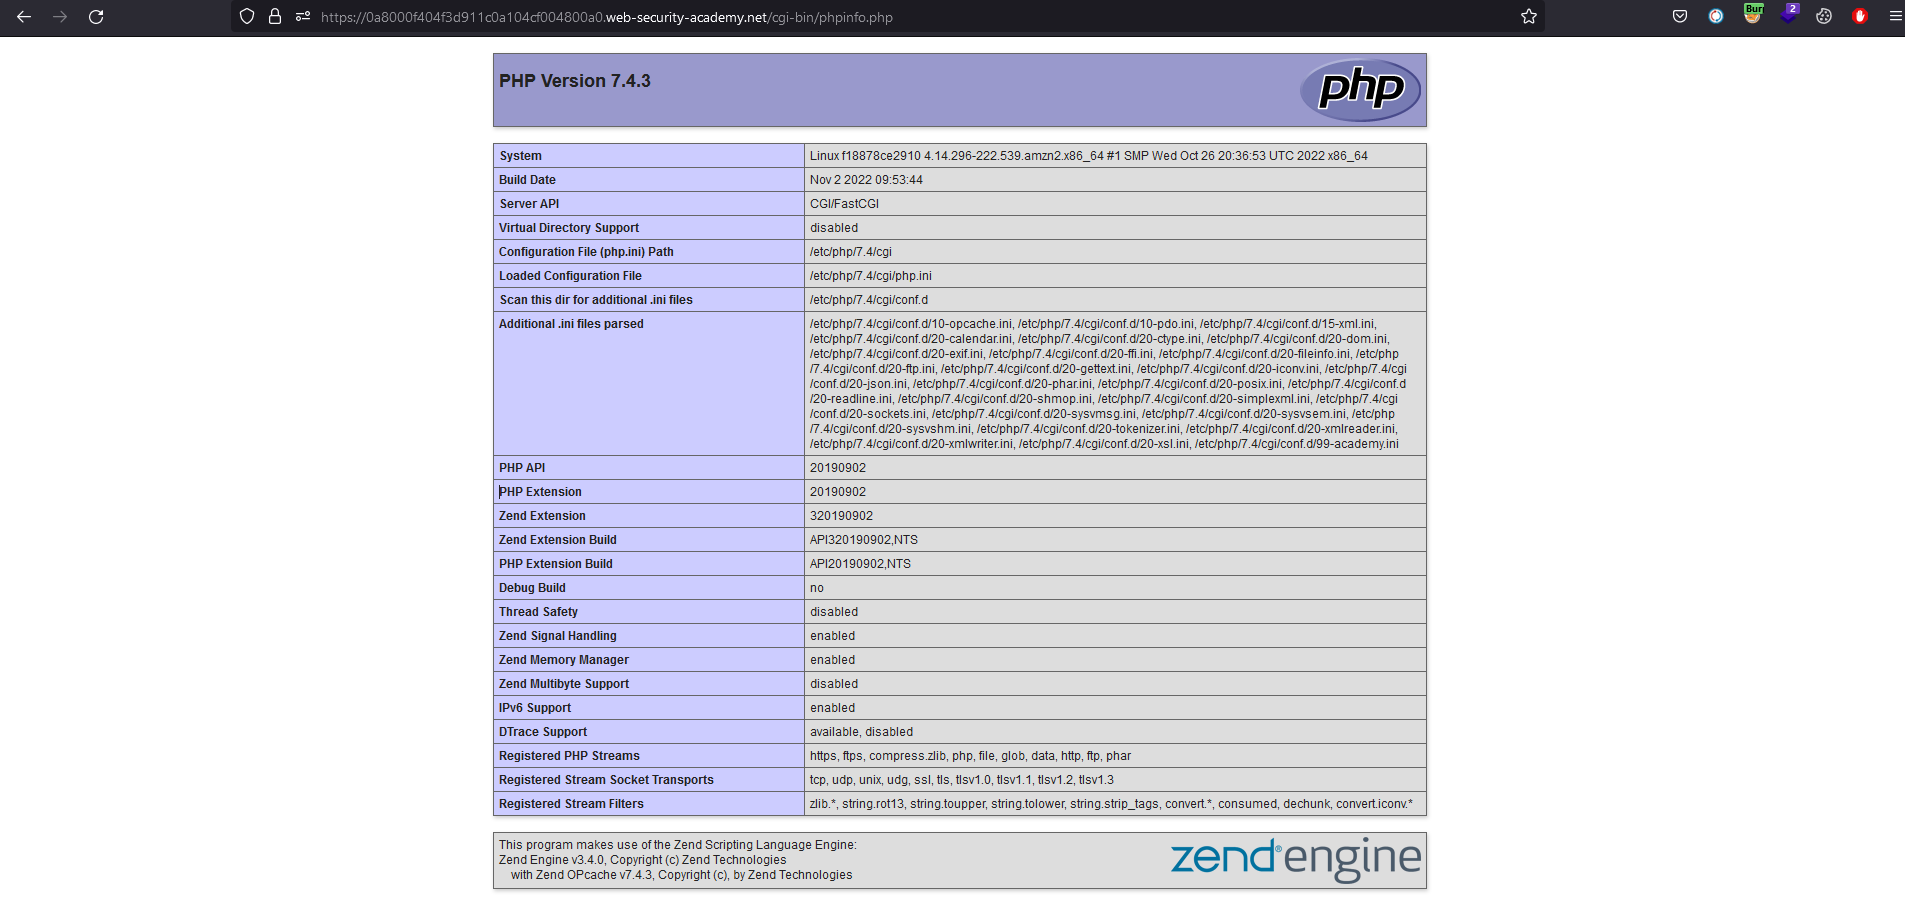 https://0a8000f404f3d911c0a104cf004800a0.web-security-academy.net/cgi-bin/phpinfo.php
Burr
2
PHP Version 7.4.3
php
System Linux f18878ce2910 4.14.296-222.539.amzn2.x86_64 #1 SMP Wed Oct 26 20:36:53 UTC 2022 x86_64
Build Date Nov 2 2022 09:53:44
Server API CGI/FastCGI
Virtual Directory Support disabled
Configuration File (php.ini) Path /etc/php/7.4/cgi
Loaded Configuration File /etc/php/7.4/cgi/php.ini
Scan this dir for additional .ini files /etc/php/7.4/cgi/conf.d
Additional .ini files parsed /etc/php/7.4/cgi/conf.d/10-opcache.ini, /etc/php/7.4/cgi/conf.d/10-pdo.ini, /etc/php/7.4/cgi/conf.d/15-xml.ini,
/etc/php/7.4/cgi/conf.d/20-calendar.ini, /etc/php/7.4/cgi/conf.d/20-ctype.ini, /etc/php/7.4/cgi/conf.d/20-dom.ini,
/etc/php/7.4/cgi/conf.d/20-exif.ini, /etc/php/7.4/cgi/conf.d/20-ffi.ini, /etc/php/7.4/cgi/conf.d/20-fileinfo.ini, /etc/php
/7.4/cgi/conf.d/20-ftp.ini, /etc/php/7.4/cgi/conf.d/20-gettext.ini, /etc/php/7.4/cgi/conf.d/20-iconv.ini, /etc/php/7.4/cgi
/conf.d/20-json.ini, /etc/php/7.4/cgi/conf.d/20-phar.ini, /etc/php/7.4/cgi/conf.d/20-posix.ini, /etc/php/7.4/cgi/conf.d
/20-readline.ini, /etc/php/7.4/cgi/conf.d/20-shmop.ini, /etc/php/7.4/cgi/conf.d/20-simplexml.ini, /etc/php/7.4/cgi
/conf.d/20-sockets.ini, /etc/php/7.4/cgi/conf.d/20-sysvmsg.ini, /etc/php/7.4/cgi/conf.d/20-sysvsem.ini, /etc/php
/7.4/cgi/conf.d/20-sysvshm.ini, /etc/php/7.4/cgi/conf.d/20-tokenizer.ini, /etc/php/7.4/cgi/conf.d/20-xmlreader.ini,
/etc/php/7.4/cgi/conf.d/20-xmlwriter.ini, /etc/php/7.4/cgi/conf.d/20-xsl.ini, /etc/php/7.4/cgi/conf.d/99-academy.ini
PHP API 20190902
PHP Extension 20190902
Zend Extension 320190902
Zend Extension Build API320190902,NTS
PHP Extension Build API20190902,NTS
Debug Build no
Thread Safety disabled
Zend Signal Handling enabled
Zend Memory Manager enabled
Zend Multibyte Support disabled
IPv6 Support enabled
DTrace Support available, disabled
Registered PHP Streams https, ftps, compress.zlib, php, file, glob, data, http, ftp, phar
Registered Stream Socket Transports tcp, udp, unix, udg, ssl, tls, tlsv1.0, tlsv1.1, tlsv1.2, tlsv1.3
Registered Stream Filters zlib.*, string.rot13, string.toupper, string.tolower, string.strip_tags, convert.*, consumed, dechunk, convert.iconv.*
This program makes use of the Zend Scripting Language Engine:
Zend Engine v3.4.0, Copyright (c) Zend Technologies
with Zend OPcache v7.4.3, Copyright (c), by Zend Technologies
zend® engine